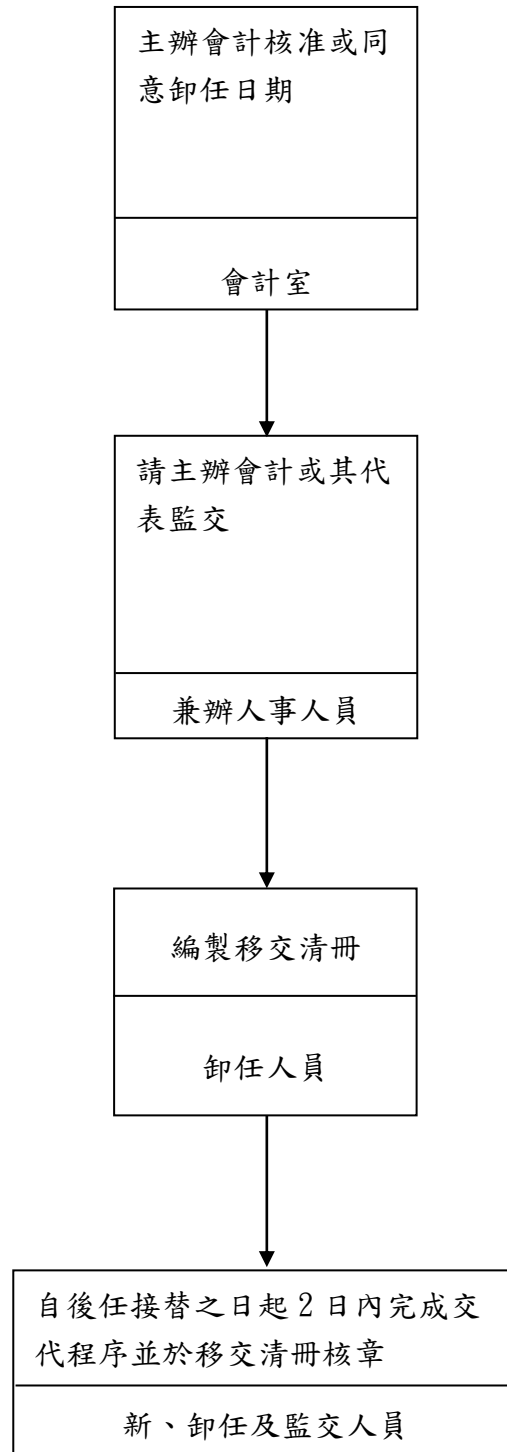 主辦會計核准或同
意卸任日期
會計室
請主辦會計或其代
表監交
兼辦人事人員
編製移交清冊
卸任人員
自後任接替之日起2日內完成交
代程序並於移交清冊核章
新、卸任及監交人員